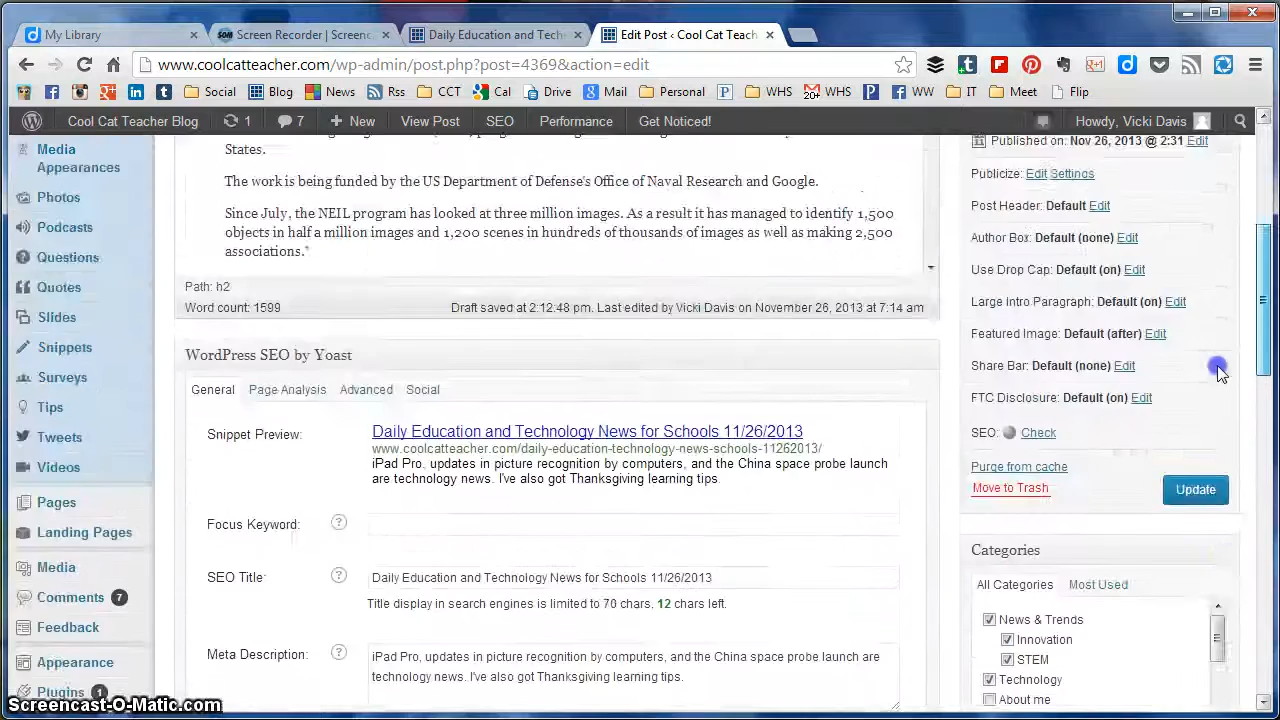 My Library
Screen Recorder | Screenc
Daily Education and Tech
Edit Post ‹ Cool Cat Teach
www.coolcatteacher.com/wp-admin/post.php?post=4369&action=edit
Social Blog News Rss CCT Cal Drive Mail Personal WHS WHS WW IT Meet Flip
Cool Cat Teacher Blog 1 7 New View Post SEO Performance Get Noticed! Howdy, Vicki Davis
Media Appearances
Photos
Podcasts
Questions
Quotes
Slides
Snippets
Surveys
Tips
Tweets
Videos
Pages
Landing Pages
Media
Comments 7
Feedback
Appearance
Plugins 1
States.
The work is being funded by the US Department of Defense's Office of Naval Research and Google.
Since July, the NEIL program has looked at three million images. As a result it has managed to identify 1,500
objects in half a million images and 1,200 scenes in hundreds of thousands of images as well as making 2,500
associations."
Path: h2
Word count: 1599 Draft saved at 2:12:48 pm. Last edited by Vicki Davis on November 26, 2013 at 7:14 am
WordPress SEO by Yoast
General Page Analysis Advanced Social
Snippet Preview: Daily Education and Technology News for Schools 11/26/2013
www.coolcatteacher.com/daily-education-technology-news-schools-11262013/
iPad Pro, updates in picture recognition by computers, and the China space probe launch
are technology news. I've also got Thanksgiving learning tips
Focus Keyword: ?
SEO Title: ? Daily Education and Technology News for Schools 11/26/2013
Title display in search engines is limited to 70 chars, 12 chars left.
Meta Description: ? iPad Pro, updates in picture recognition by computers, and the China space probe launch are
technology news. I've also got Thanksgiving learning tips.
Published on: Nov 26, 2013 @ 2:31 Edit
Publicize: Edit Settings
Post Header: Default Edit
Author Box: Default (none) Edit
Use Drop Cap: Default (on) Edit
Large Intro Paragraph: Default (on) Edit
Featured Image: Default (after) Edit
Share Bar: Default (none) Edit
FTC Disclosure: Default (on) Edit
SEO: Check
Purge from cache
Move to Trash
Update
Categories
All Categories Most Used
News & Trends
Innovation
STEM
Technology
About me
Screencast-O-Matic.com